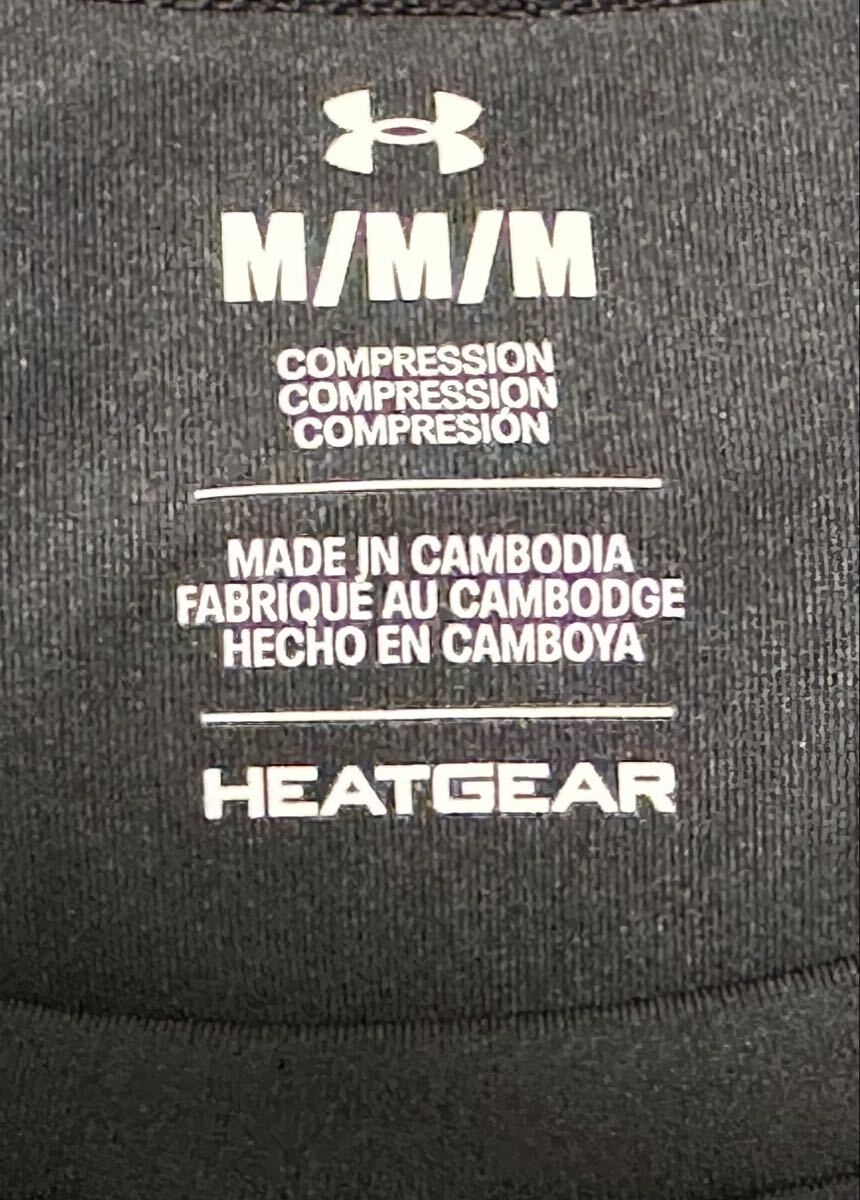 M/M/M
COMPRESSION
COMPRESSION
COMPRESIÓN
MADE IN CAMBODIA
FABRIQUÉ AU CAMBODGE
HECHO EN CAMBOYA
HEATGEAR